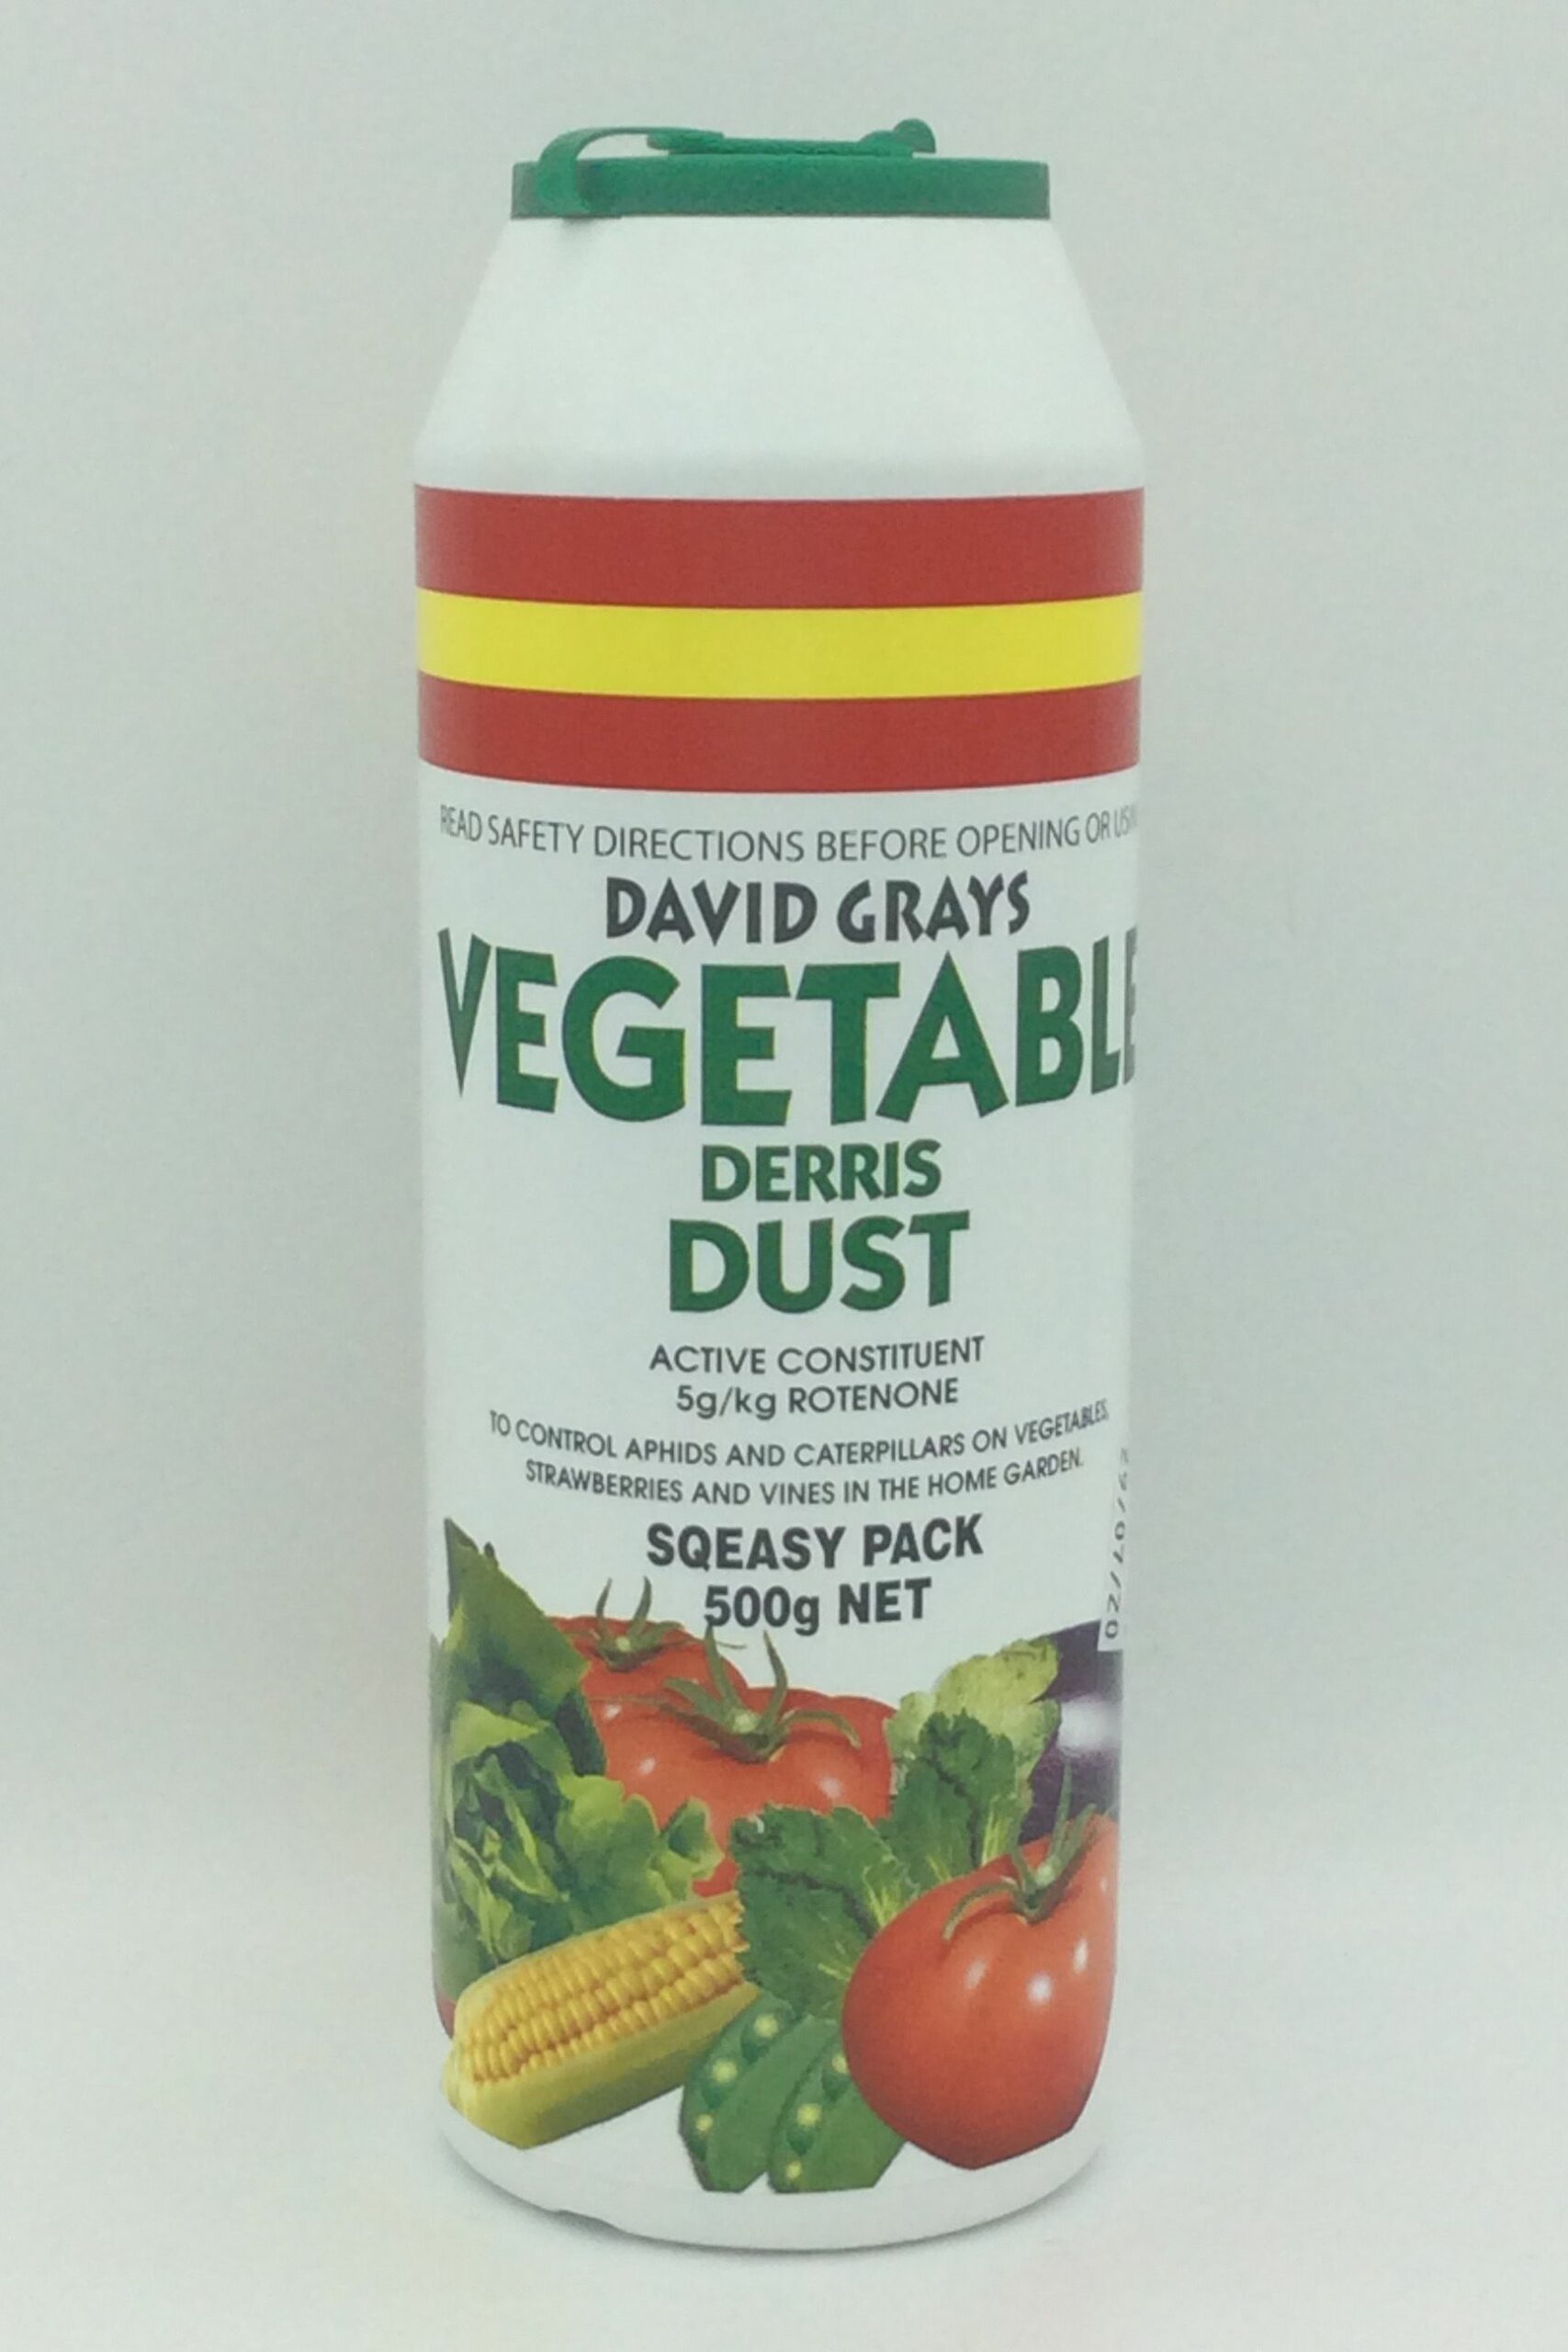 READ SAFETY DIRECTIONS BEFORE OPENING OR
DAVID GRAYS
VEGETABLE
DERRIS
DUST
ACTIVE CONSTITUENT
5g/kg ROTENONE
TO CONTROL APHIDS AND CATERPILLARS ON VEGETABLES,
STRAWBERRIES AND VINES IN THE HOME GARDEN.
SQEASY PACK
500g NET